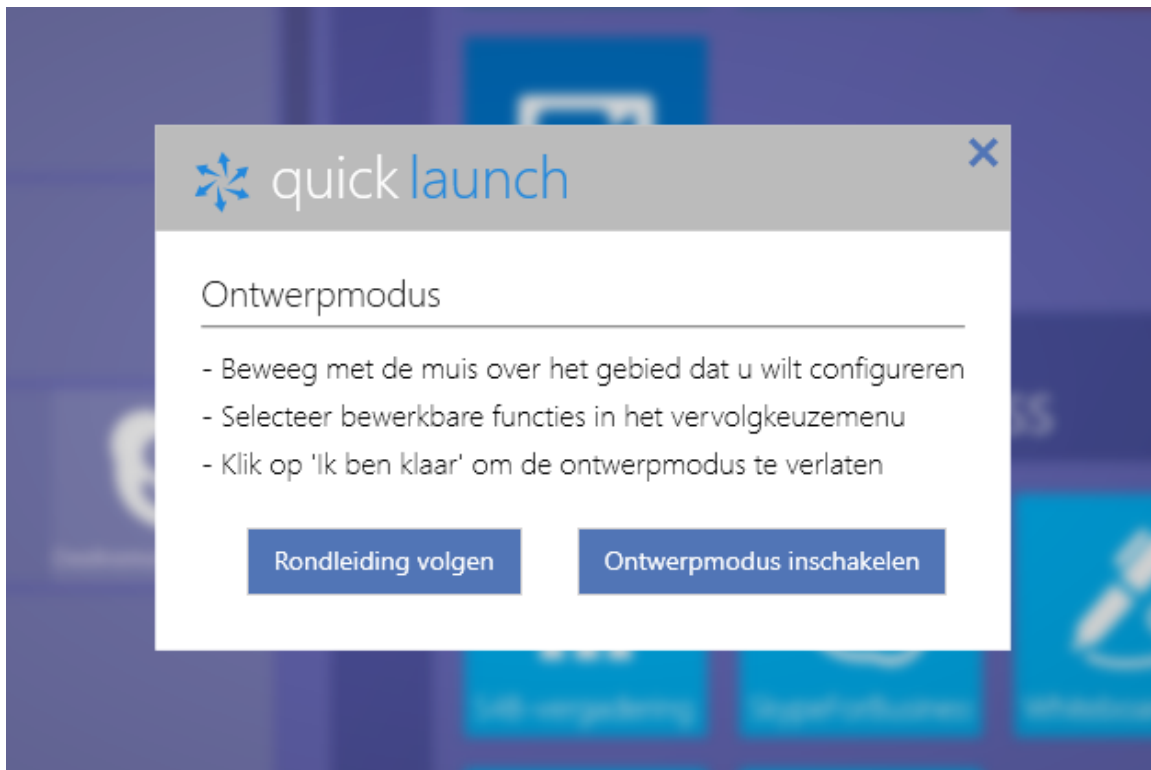 quick launch
Ontwerpmodus
- Beweeg met de muis over het gebied dat u wilt configureren
- Selecteer bewerkbare functies in het vervolgkeuzemenu
- Klik op 'Ik ben klaar' om de ontwerpmodus te verlaten
Rondleiding volgen
Ontwerpmodus inschakelen